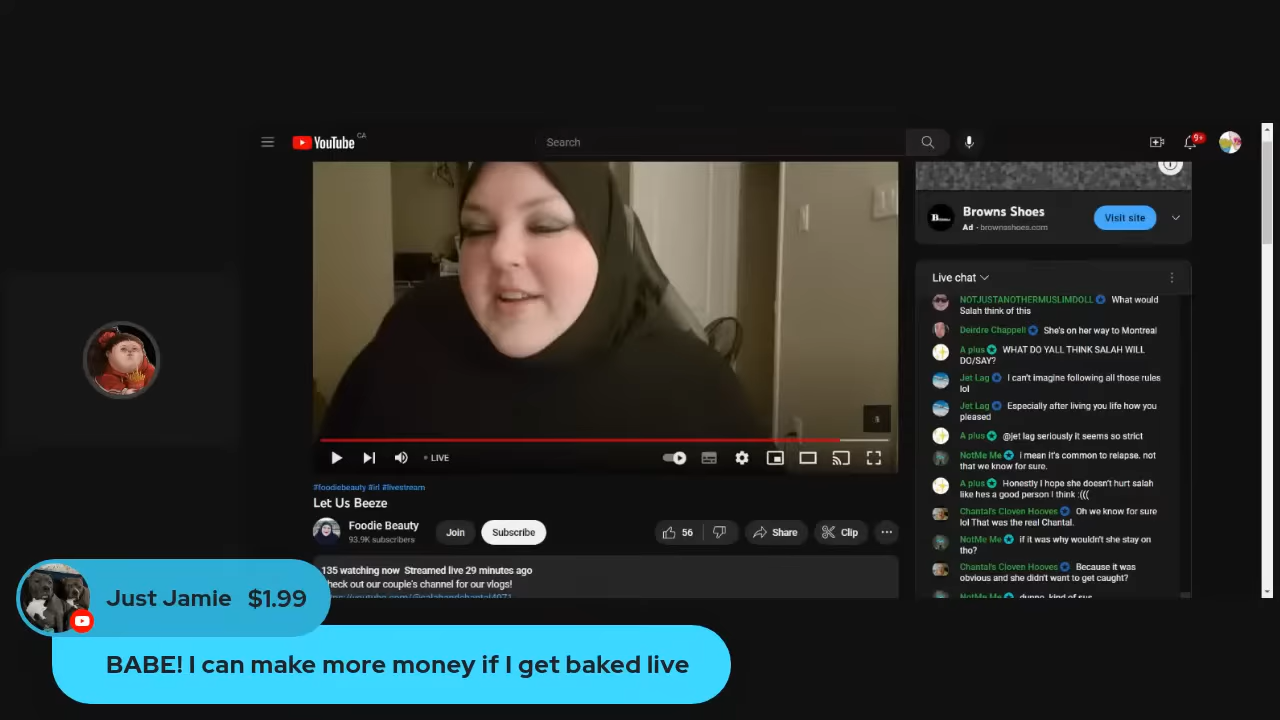 YouTube CA
Search
9+
Browns Shoes
Visit site
Ad · brownsshoes.com
Live chat
NOTJUSTANOTHERMUSLIMDOLL What would
Salah think of this
Deirdre Chappell She's on her way to Montreal
A plus WHAT DO YALL THINK SALAH WILL
DO/SAY?
Jet Lag I can't imagine following all those rules
lol
Jet Lag Especially after living you life how you
pleased
A plus @jet lag seriously it seems so strict
NotMe Me I mean it's common to relapse. not
that we know for sure.
A plus Honestly I hope she doesn't hurt salah
like hes a good person I think :(((
Chantal's Cloven Hooves Oh we know for sure
lol That was the real Chantal.
NotMe Me if it was why wouldn't she stay on
tho?
Chantal's Cloven Hooves Because it was
obvious and she didn't want to get caught?
NotMe Me dunno, kind of sus
LIVE
#foodiebeauty #irl #livestream
Let Us Beeze
Foodie Beauty
93.9K subscribers
Join
Subscribe
56
Share
Clip
135 watching now Streamed live 29 minutes ago
heck out our couple's channel for our vlogs!
Just Jamie $1.99
BABE! I can make more money if I get baked live